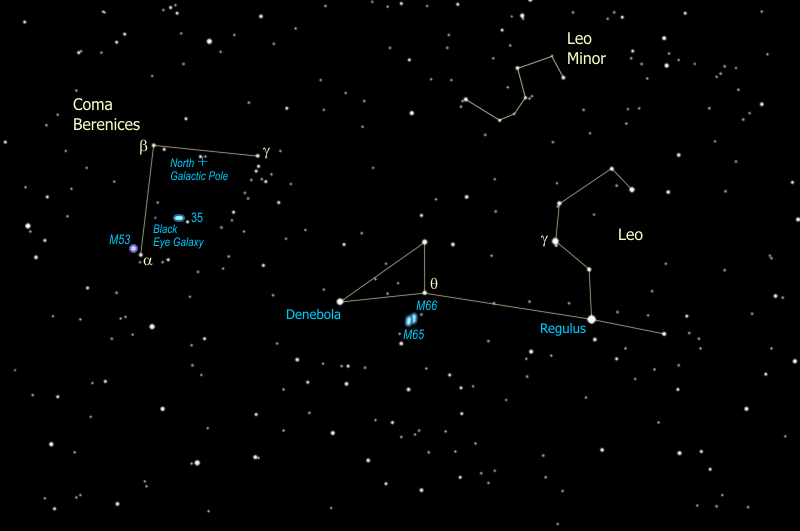 Leo
Minor
Coma
Berenices
β
γ
North
Galactic Pole
35
Black
Eye Galaxy
M53
α
γ
Leo
θ
Denebola
M66
M65
Regulus